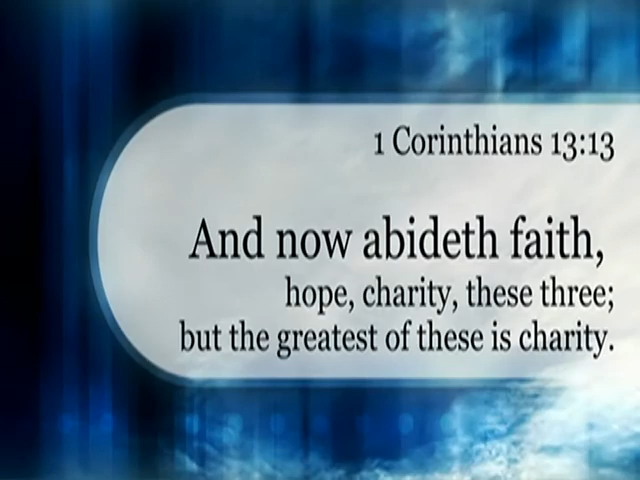 1 Corinthians 13:13
And now abideth faith,
hope, charity, these three;
but the greatest of these is charity.